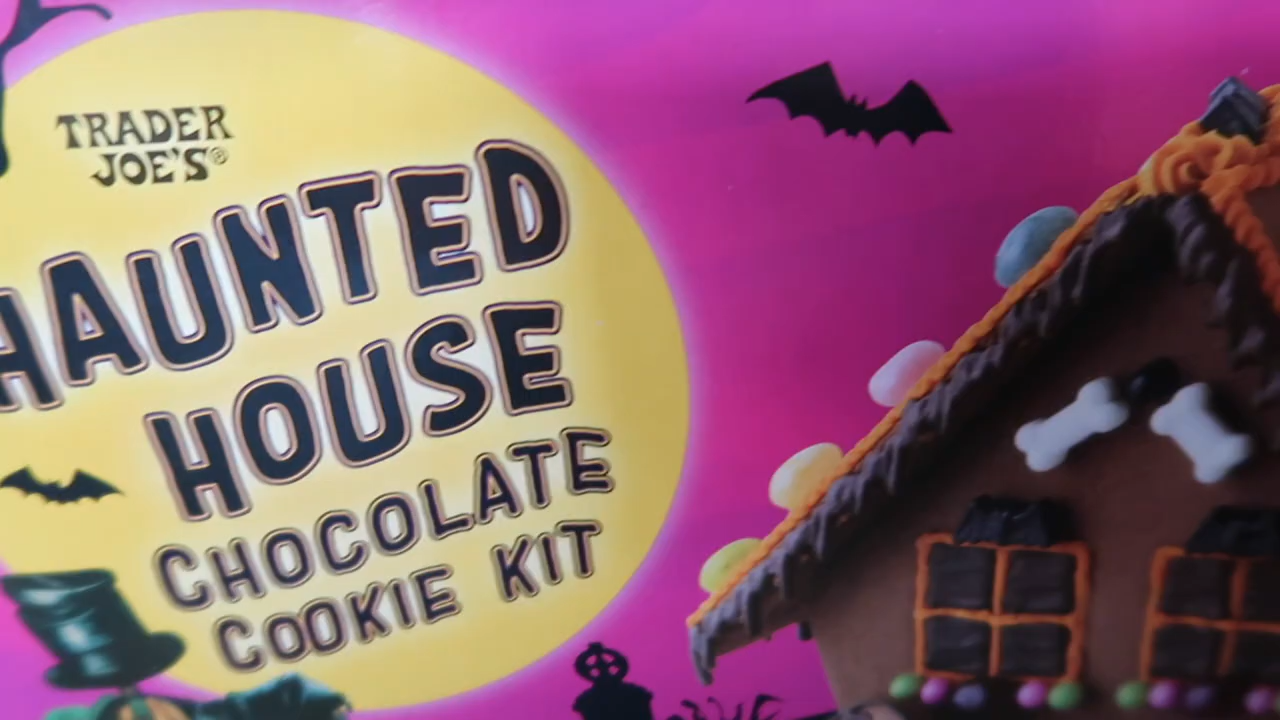 TRADER
JOE'S®
HAUNTED
HOUSE
CHOCOLATE
COOKIE KIT